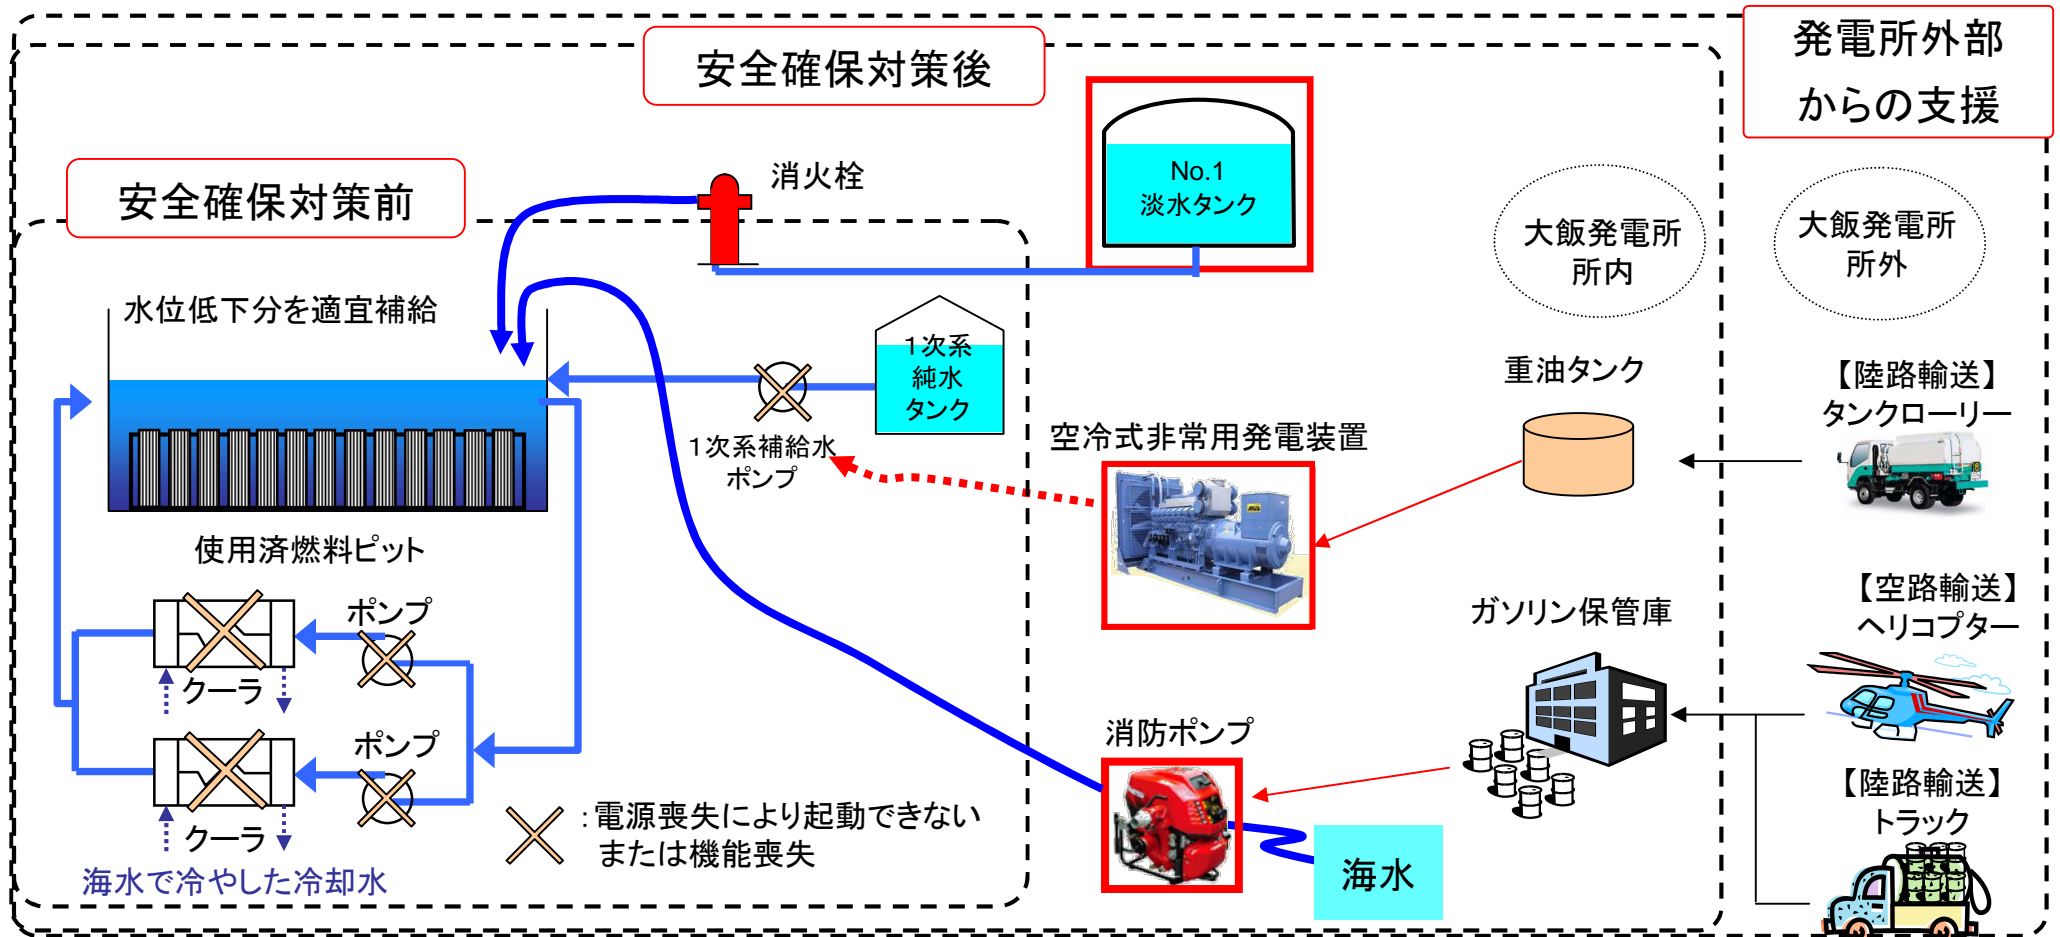 発電所外部
からの支援
安全確保対策後
安全確保対策前
消火栓
No.1
淡水タンク
大飯発電所
所内
大飯発電所
所外
水位低下分を適宜補給
1次系
純水
タンク
1次系補給水
ポンプ
空冷式非常用発電装置
重油タンク
【陸路輸送】
タンクローリー
使用済燃料ピット
ポンプ
クーラ
ポンプ
クーラ
海水で冷やした冷却水
:電源喪失により起動できない
または機能喪失
ガソリン保管庫
【空路輸送】
ヘリコプター
消防ポンプ
海水
【陸路輸送】
トラック